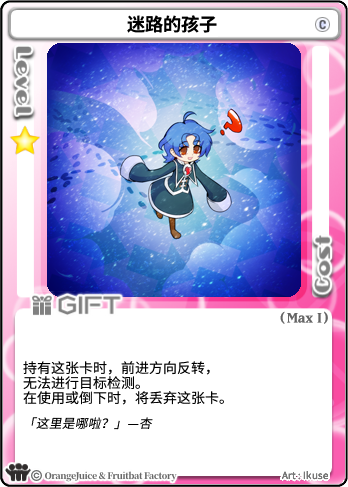 迷路的孩子
C
Level
Cost
GIFT
(Max 1)
持有这张卡时，前进方向反转，
无法进行目标检测。
在使用或倒下时，将丢弃这张卡。
「这里是哪啦？」—杏
© OrangeJuice & Fruitbat Factory
Art.: Ikuse